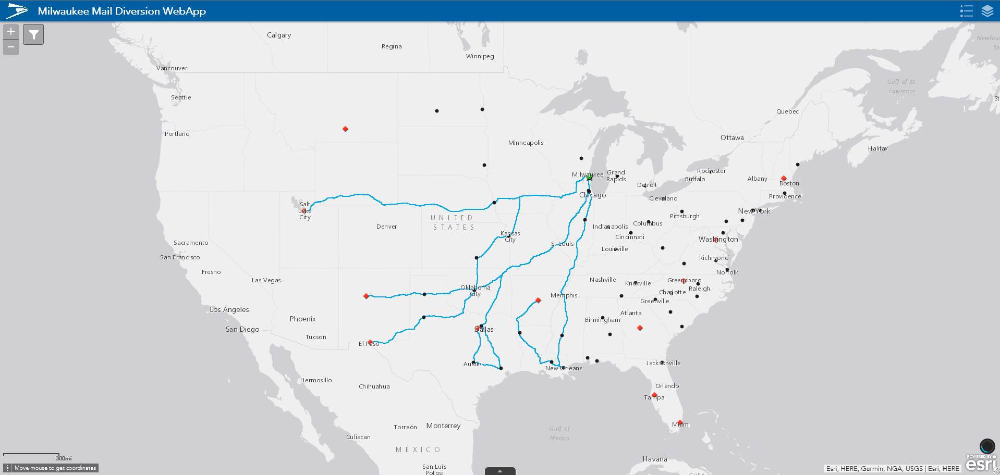 Milwaukee Mail Diversion WebApp
Calgary
Regina
Winnipeg
Newfou
Se
Vancouver
Gulf of St.
Lawrence
Seattle
St
Quebec
Portland
Ottawa
Minneapolis
Halifax
Milwaukee
Grand
Rapids
Rochester
Buffalo
Albany
Boston
Detroit
Chicago
Cleveland
Providence
Salt
Lake
City
New York
UNITED
STATES
Pittsburgh
Denver
Indianapolis
Columbus
Kansas
City
Cincinnati
Washington
Sacramento
St Louis
Louisville
San Francisco
Richmond
Fresno
Norfolk
Las Vegas
Nashville
Knoxville
Greensboro
Oklahoma
City
Raleigh
Charlotte
Memphis
Greenville
Los Angeles
Phoenix
Atlanta
Birmingham
San Diego
Dallas
Tucson
El Paso
Austin
New Orleans
Jacksonville
Hermosillo
Chihuahua
Orlando
Tampa
Torreón
Monterrey
Miami
Gulf of
Mexico
Culiacan
MÉXICO
300mi
Havana
San Luis
Potosi
CUBA
Move mouse to get coordinates
Esri, HERE, Garmin, NGA, USGS | Esri, HERE
POWERED BY
esri